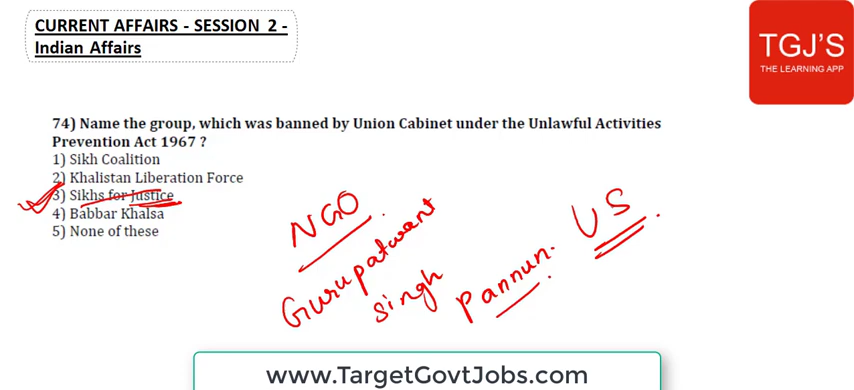 CURRENT AFFAIRS - SESSION 2 -
Indian Affairs
TGJ'S
THE LEARNING APP
74) Name the group, which was banned by Union Cabinet under the Unlawful Activities
Prevention Act 1967 ?
1) Sikh Coalition
2) Khalistan Liberation Force
3) Sikhs for Justice
4) Babbar Khalsa
5) None of these
NGO
Gurupatwant
Singh
Pannun.
US
www.TargetGovtJobs.com